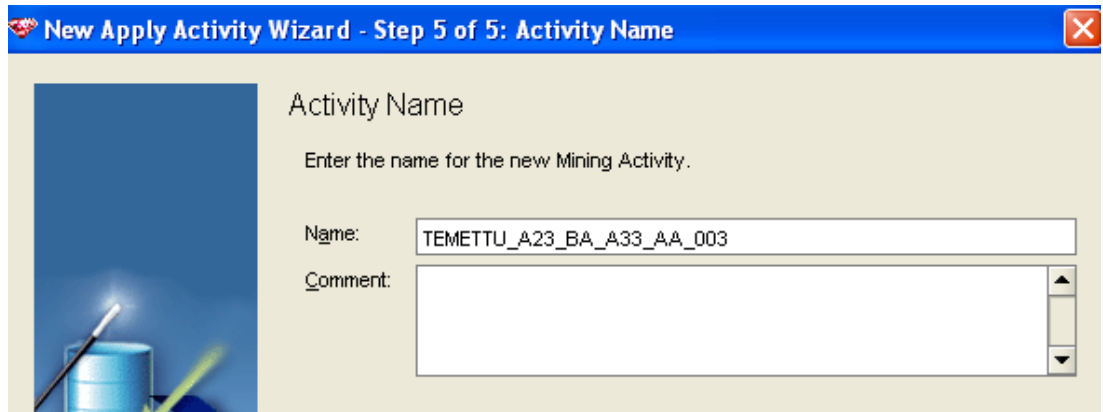 New Apply Activity Wizard - Step 5 of 5: Activity Name
Activity Name
Enter the name for the new Mining Activity.
Name: TEMETTU_A23_BA_A33_AA_003
Comment: